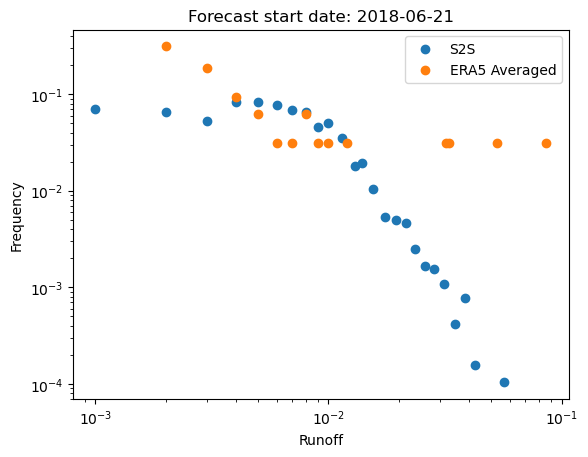 Forecast start date: 2018-06-21
S2S
ERA5 Averaged
Frequency
10⁻¹
10⁻²
10⁻³
10⁻⁴
10⁻³
10⁻²
10⁻¹
Runoff